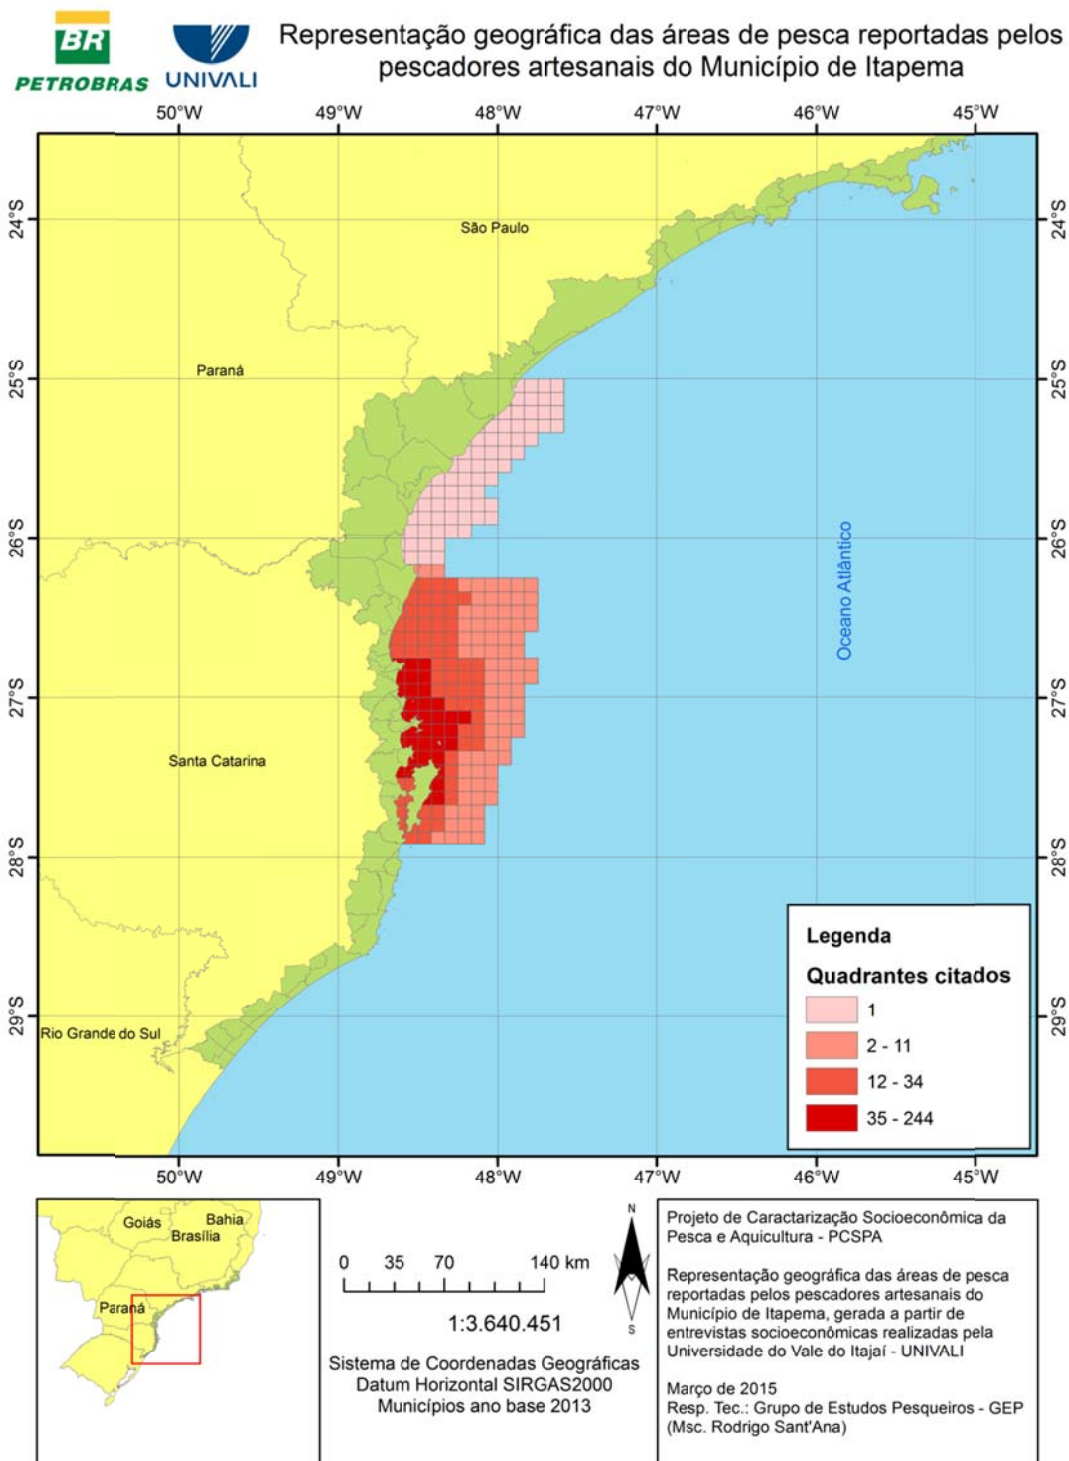 BR
PETROBRAS
UNIVALI
Representação geográfica das áreas de pesca reportadas pelos
pescadores artesanais do Município de Itapema
50°W 49°W 48°W 47°W 46°W 45°W
24°S 24°S
São Paulo
Paraná
25°S 25°S
26°S 26°S
Oceano Atlântico
27°S 27°S
Santa Catarina
28°S 28°S
Legenda
Quadrantes citados
1
2 - 11
12 - 34
35 - 244
29°S 29°S
Rio Grande do Sul
50°W 49°W 48°W 47°W 46°W 45°W
Goiás
Bahia
Brasília
Paraná
0 35 70 140 km
1:3.640.451
Sistema de Coordenadas Geográficas
Datum Horizontal SIRGAS2000
Municípios ano base 2013
N
S
Projeto de Caractarização Socioeconômica da
Pesca e Aquicultura - PCSPA
Representação geográfica das áreas de pesca
reportadas pelos pescadores artesanais do
Município de Itapema, gerada a partir de
entrevistas socioeconômicas realizadas pela
Universidade do Vale do Itajaí - UNIVALI
Março de 2015
Resp. Tec.: Grupo de Estudos Pesqueiros - GEP
(Msc. Rodrigo Sant'Ana)